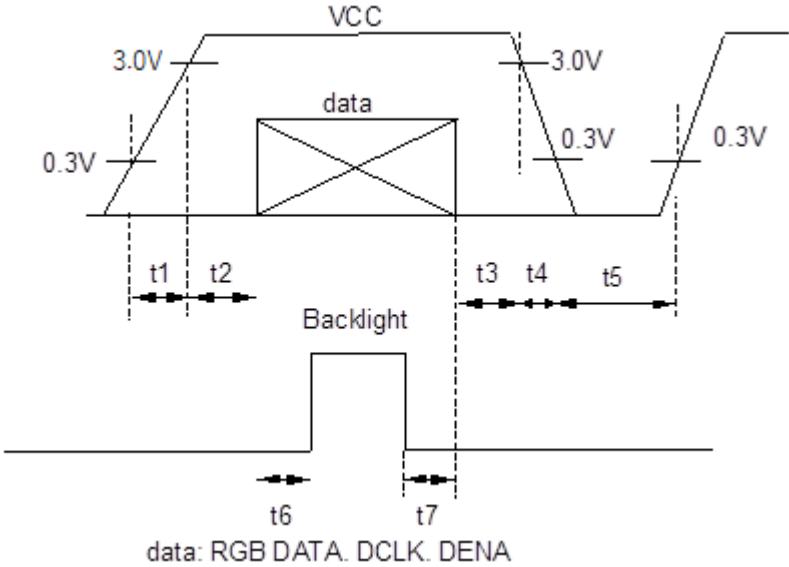 VCC
3.0V
3.0V
data
0.3V
0.3V
0.3V
t1
t2
t3
t4
t5
Backlight
t6
t7
data: RGB DATA. DCLK. DENA